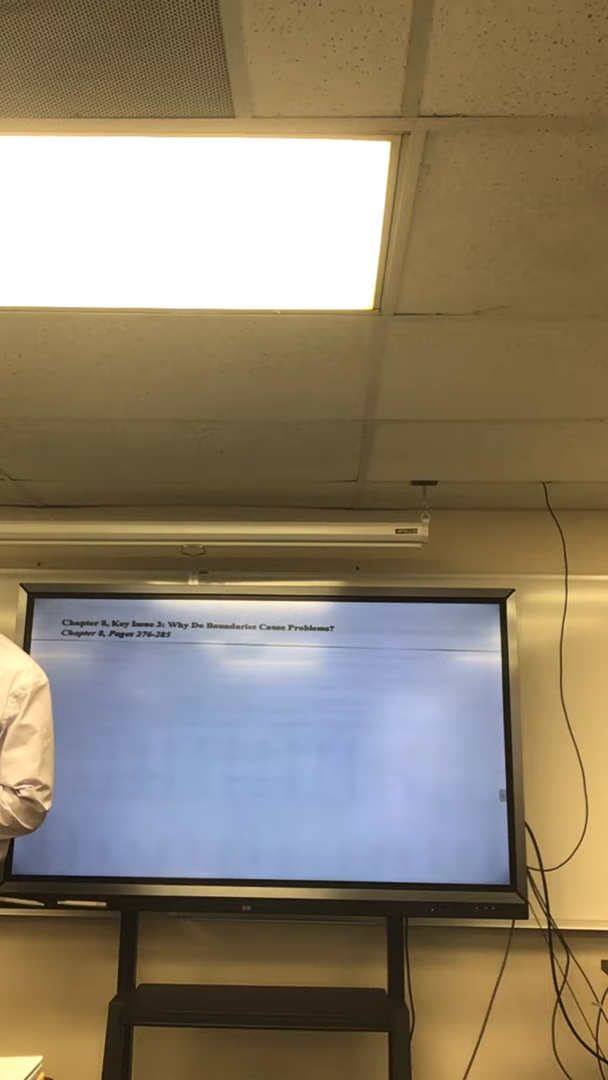 Chapter 8, Key Issue 3: Why Do Boundaries Cause Problems?
Chapter 8, Pages 276-285